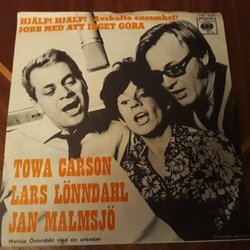 HJÄLP! HJÄLP! (Avskaffa ensamhet)
JOBB MED ATT INGET GÖRA
CBS
TOWA CARSON
LARS LÖNNDAHL
JAN MALMSJÖ
Marcus Österdahl med sin orkester